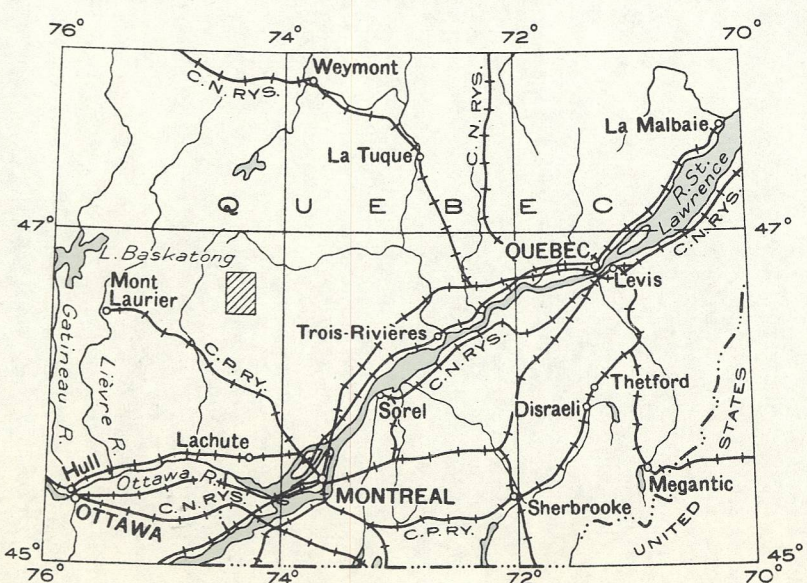 76° 74° 72° 70°
Weymont
C. N. RYS.
C.N. RYS.
La Malbaie
La Tuque
R. St.
Lawrence
QUEBEC
C.N. RYS.
47° 47°
L. Baskatong
QUEBEC
Levis
Mont
Laurier
Gatineau R.
Lièvre R.
C.P.RY.
Trois-Rivières
C.N. RYS.
Sorel
Thetford
Disraeli
STATES
Lachute
Hull
Ottawa R.
C. N. RYS.
OTTAWA
MONTREAL
Megantic
Sherbrooke
C.P.RY.
UNITED
45° 45°
76° 74° 72° 70°